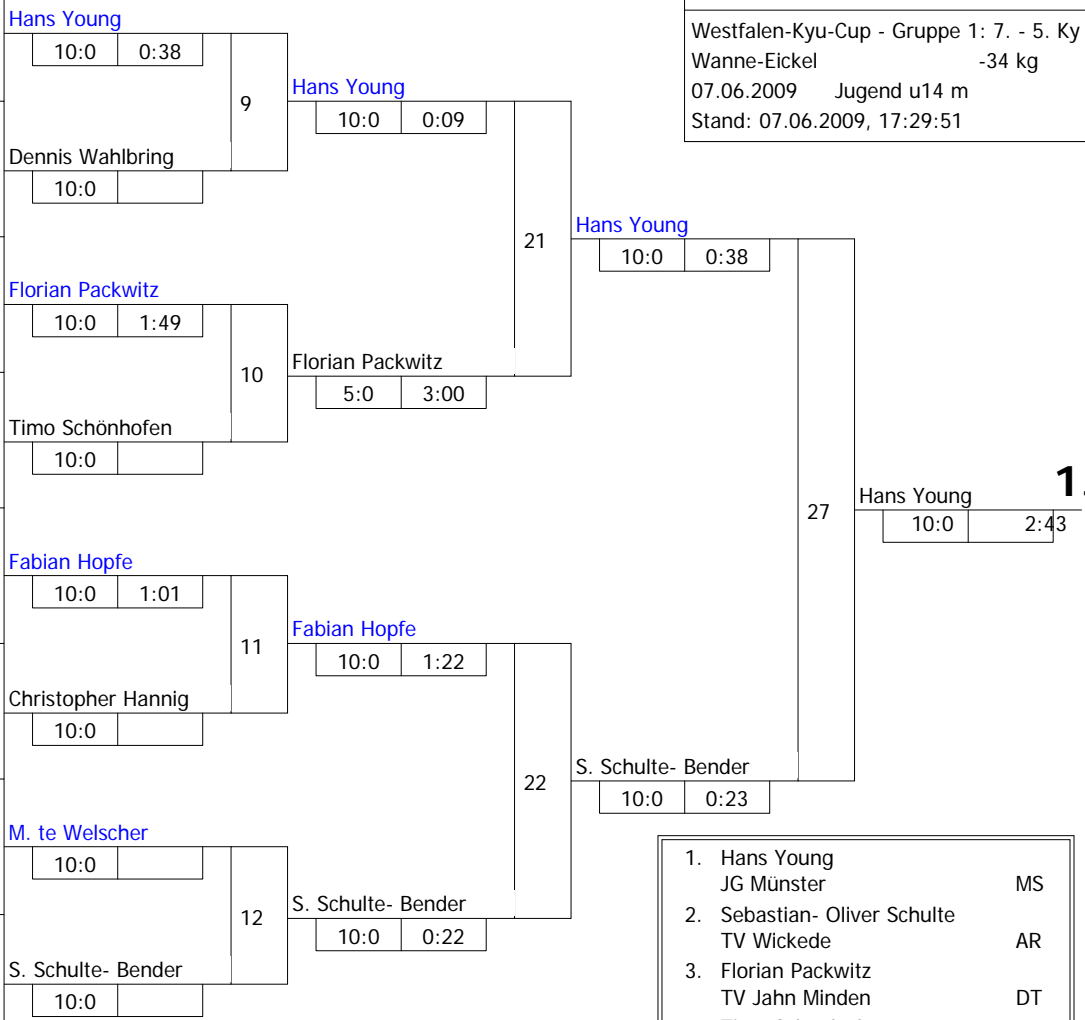 Hans Young
10:0 0:38
9
Dennis Wahlbring
10:0
Florian Packwitz
10:0 1:49
10
Timo Schönhofen
10:0
Fabian Hopfe
10:0 1:01
11
Christopher Hannig
10:0
M. te Welscher
10:0
12
S. Schulte- Bender
10:0
Hans Young
10:0 0:09
21
Florian Packwitz
5:0 3:00
Fabian Hopfe
10:0 1:22
22
S. Schulte- Bender
10:0 0:22
Hans Young
10:0 0:38
27
S. Schulte- Bender
10:0 0:23
Hans Young 1.
10:0 2:43
Westfalen-Kyu-Cup - Gruppe 1: 7. - 5. Ky
Wanne-Eickel -34 kg
07.06.2009 Jugend u14 m
Stand: 07.06.2009, 17:29:51
1. Hans Young
JG Münster MS
2. Sebastian- Oliver Schulte
TV Wickede AR
3. Florian Packwitz
TV Jahn Minden DT